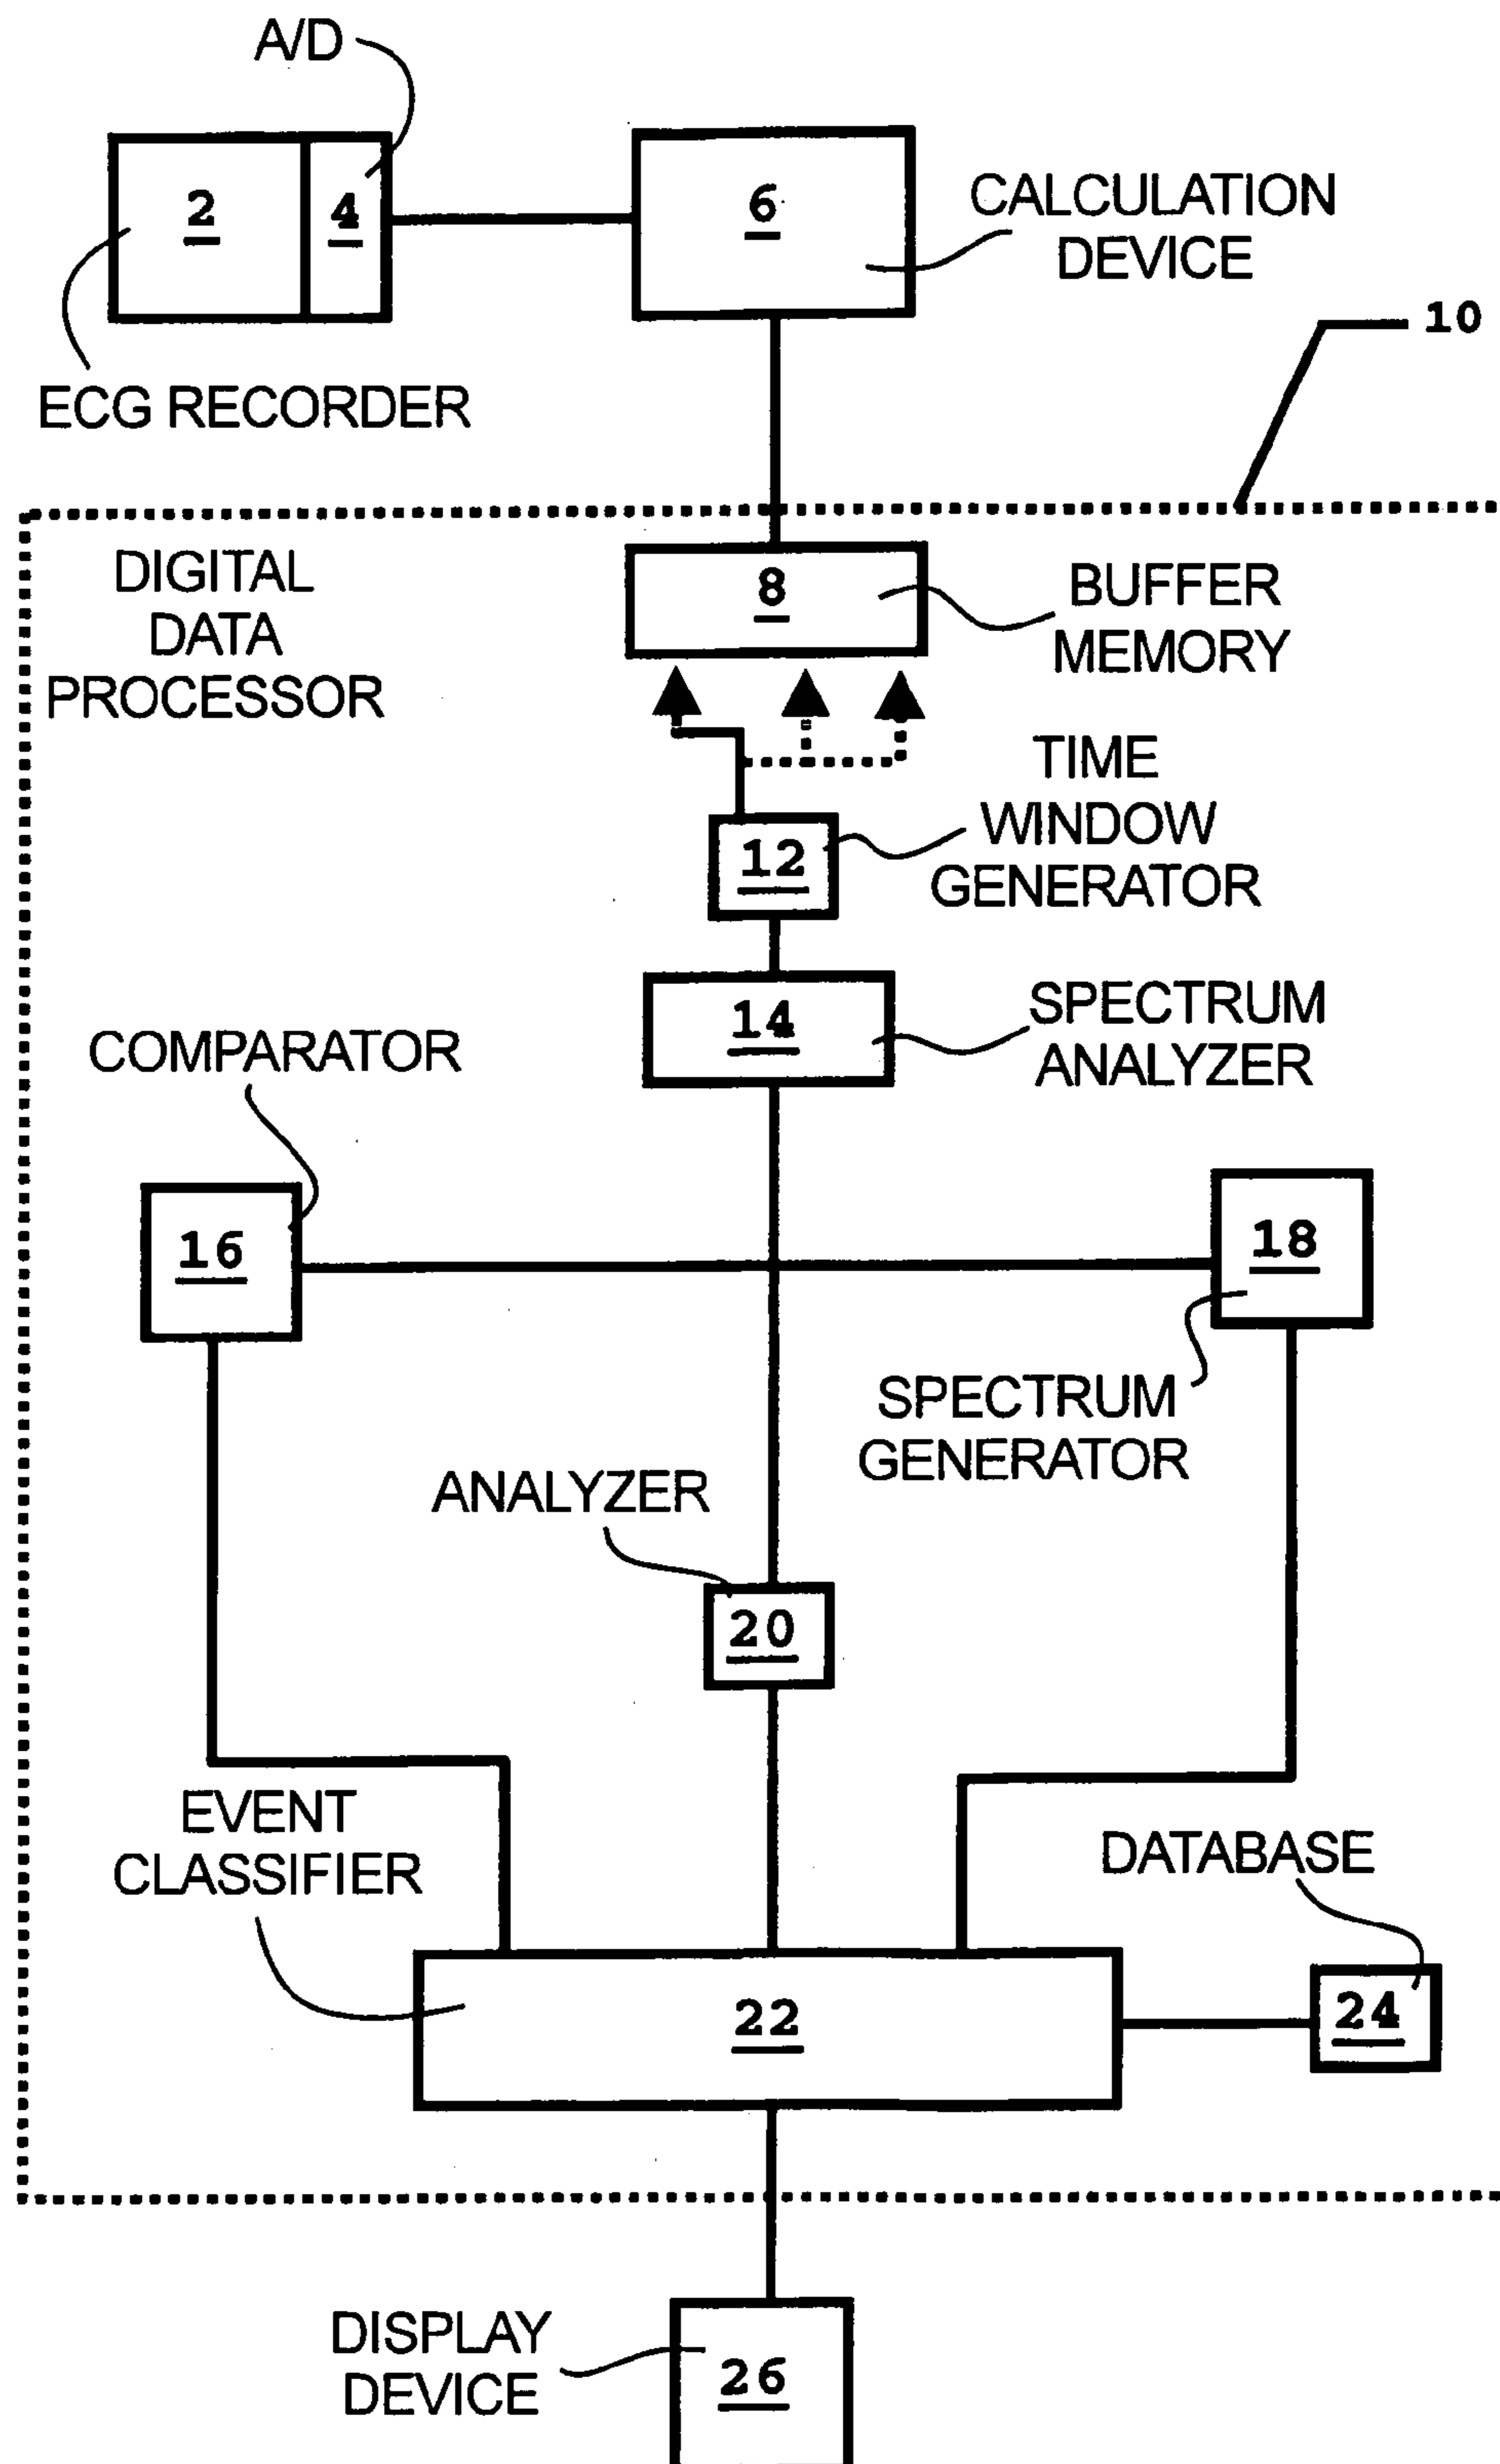 A/D
2
4
6
CALCULATION
DEVICE
10
ECG RECORDER
DIGITAL
DATA
PROCESSOR
8
BUFFER
MEMORY
TIME
WINDOW
GENERATOR
12
14
SPECTRUM
ANALYZER
COMPARATOR
16
18
SPECTRUM
GENERATOR
ANALYZER
20
EVENT
CLASSIFIER
DATABASE
22
24
DISPLAY
DEVICE
26